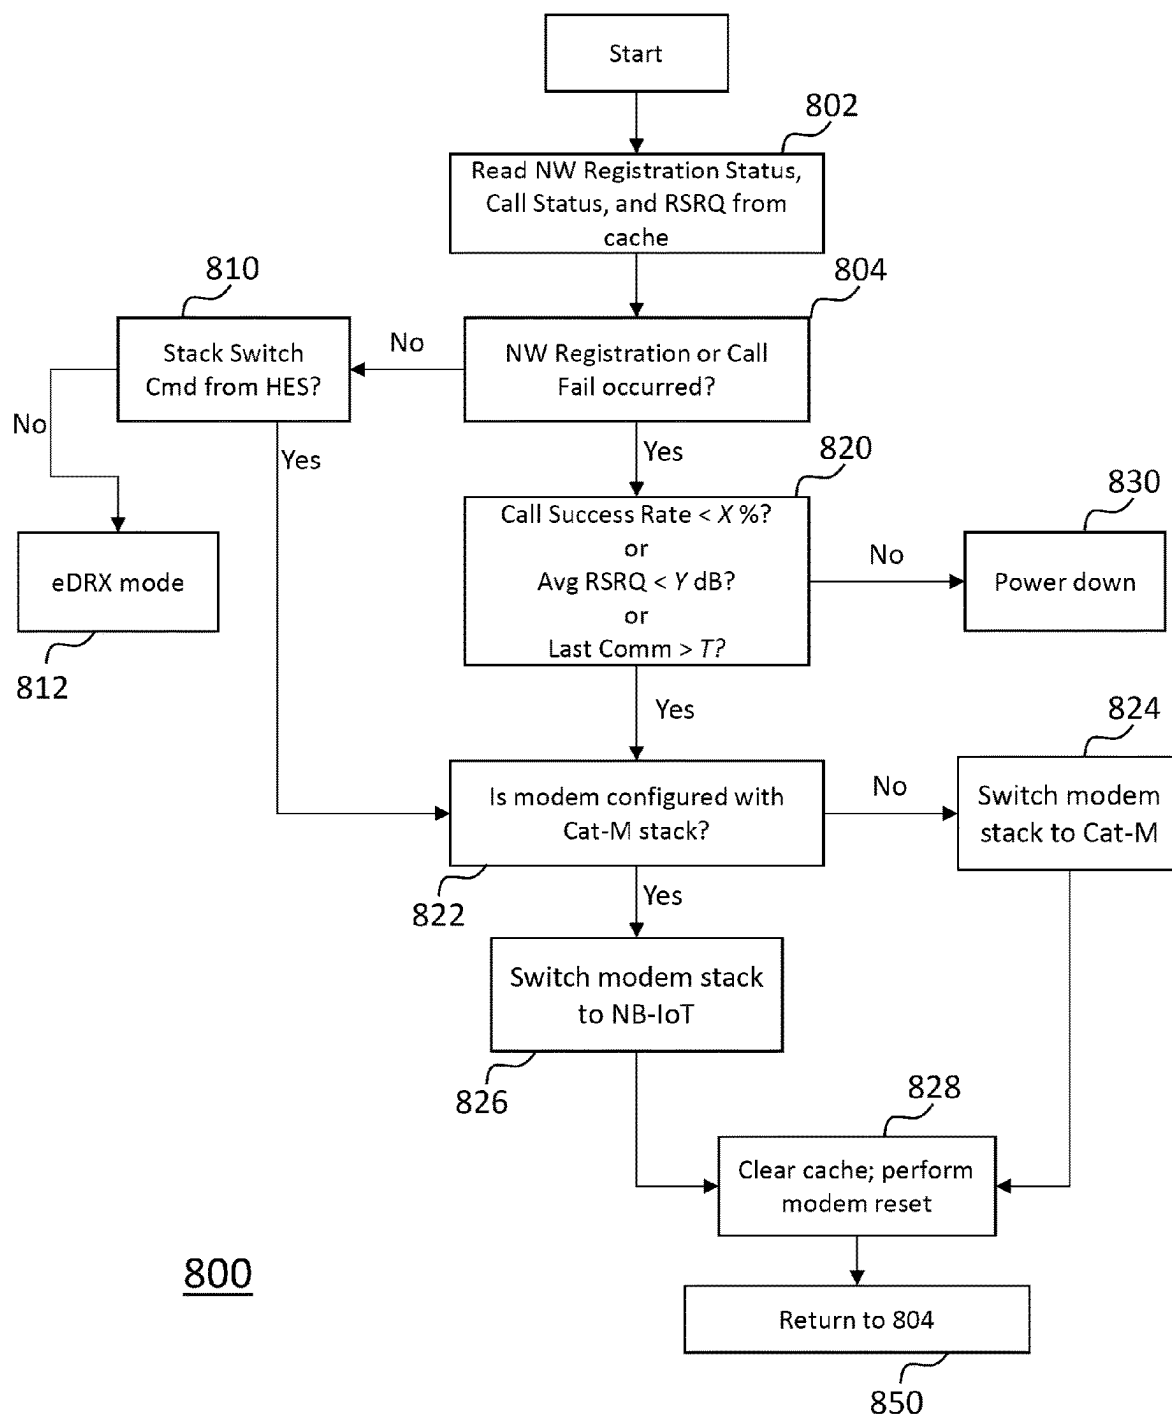 Start
802
Read NW Registration Status,
Call Status, and RSRQ from
cache
810
804
Stack Switch
Cmd from HES?
No
NW Registration or Call
Fail occurred?
No
Yes
Yes
820
Call Success Rate < X %?
or
Avg RSRQ < Y dB?
or
Last Comm > T?
No
830
Power down
eDRX mode
812
Yes
824
Is modem configured with
Cat-M stack?
No
Switch modem
stack to Cat-M
822
Yes
Switch modem stack
to NB-IoT
826
828
Clear cache; perform
modem reset
800
Return to 804
850